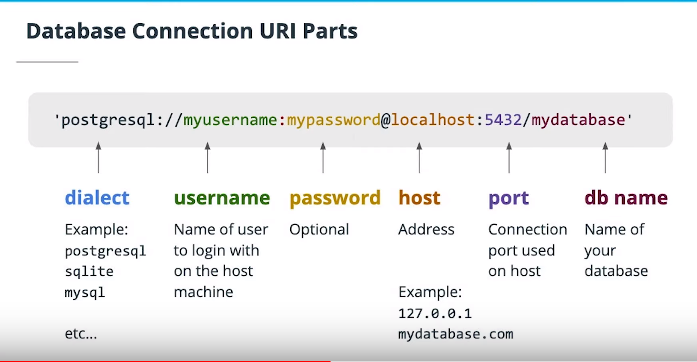 Database Connection URI Parts
'postgresql://myusername:mypassword@localhost:5432/mydatabase'
dialect
Example:
postgresql
sqlite
mysql
etc...
username
Name of user
to login with
on the host
machine
password
Optional
host
Address
Example:
127.0.0.1
mydatabase.com
port
Connection
port used
on host
db name
Name of
your
database